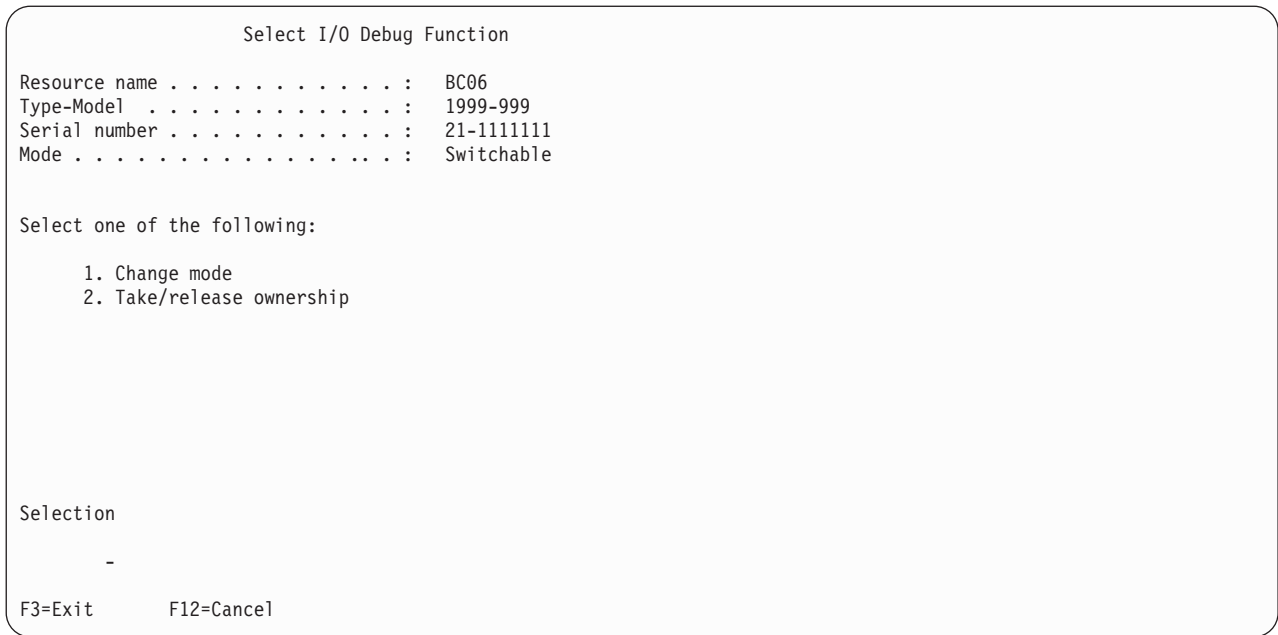 Select I/O Debug Function
Resource name . . . . . . . . . . . :   BC06
Type-Model  . . . . . . . . . . . . :   1999-999
Serial number . . . . . . . . . . . :   21-1111111
Mode . . . . . . . . . . . . . .. . :   Switchable
Select one of the following:
1. Change mode
2. Take/release ownership
Selection
-
F3=Exit       F12=Cancel